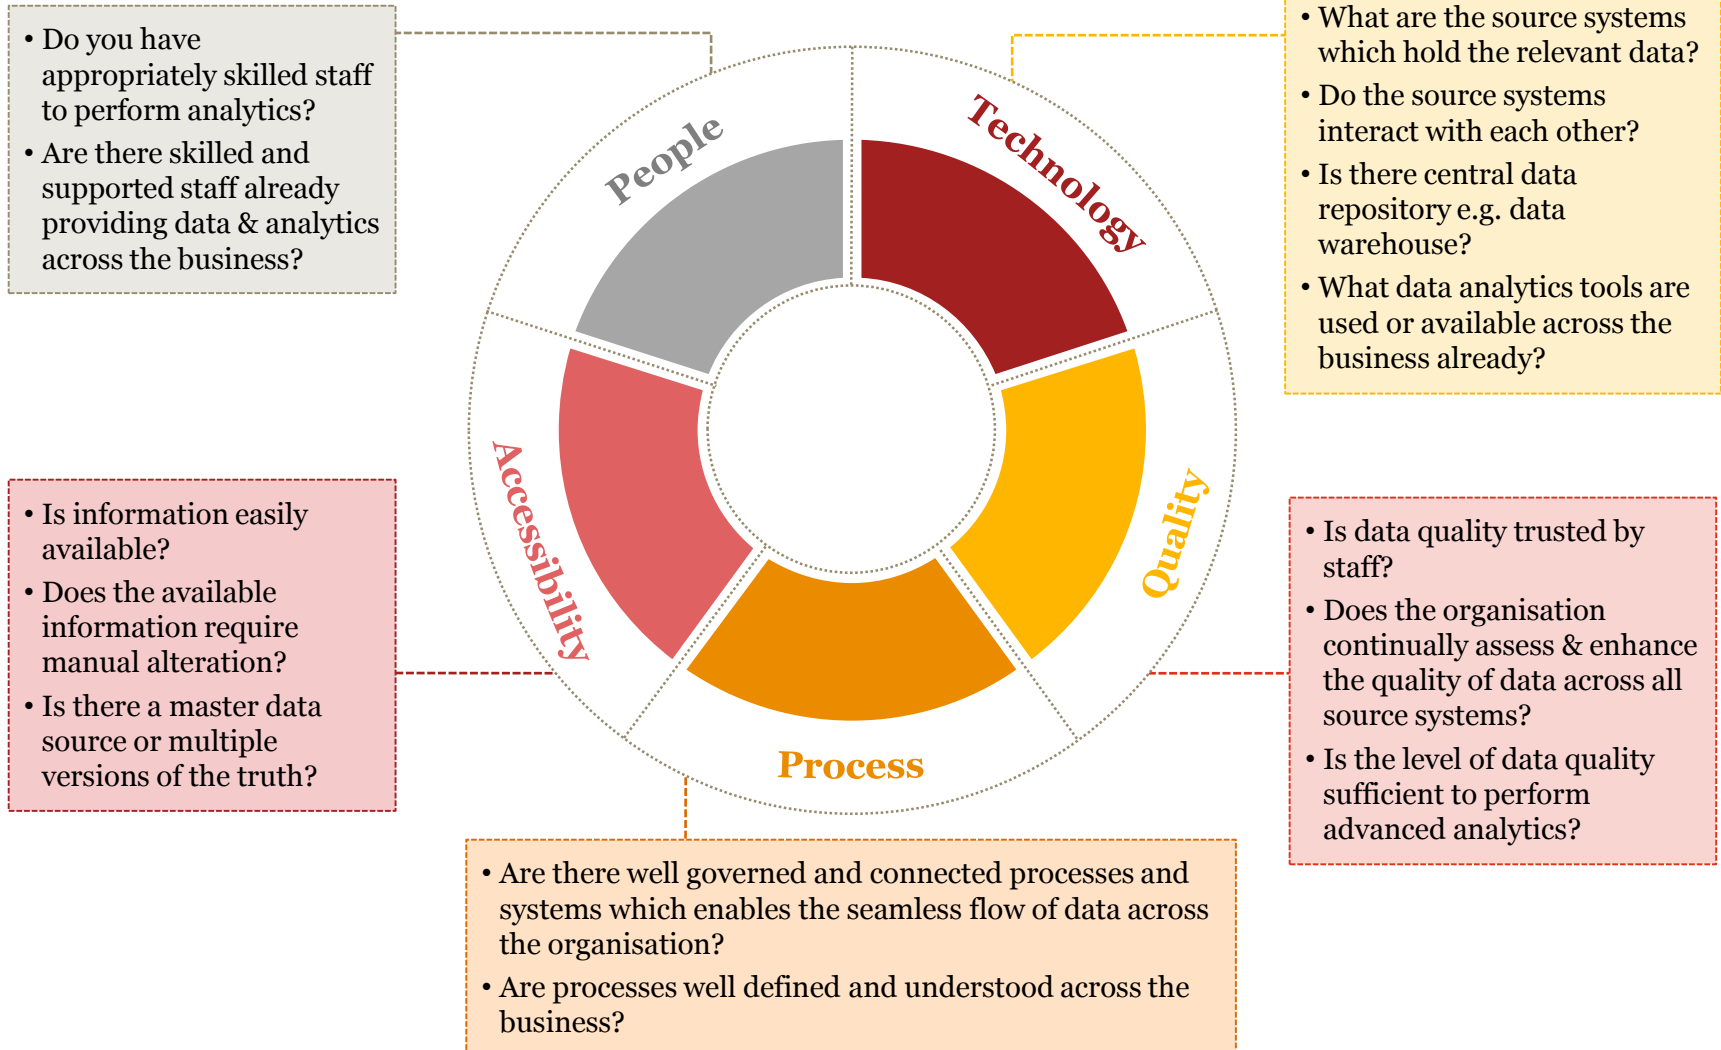 • Do you have
appropriately skilled staff
to perform analytics?
• Are there skilled and
supported staff already
providing data & analytics
across the business?
People
Technology
• What are the source systems
which hold the relevant data?
• Do the source systems
interact with each other?
• Is there central data
repository e.g. data
warehouse?
• What data analytics tools are
used or available across the
business already?
• Is information easily
available?
• Does the available
information require
manual alteration?
• Is there a master data
source or multiple
versions of the truth?
Accessibility
Quality
• Is data quality trusted by
staff?
• Does the organisation
continually assess & enhance
the quality of data across all
source systems?
• Is the level of data quality
sufficient to perform
advanced analytics?
Process
• Are there well governed and connected processes and
systems which enables the seamless flow of data across
the organisation?
• Are processes well defined and understood across the
business?